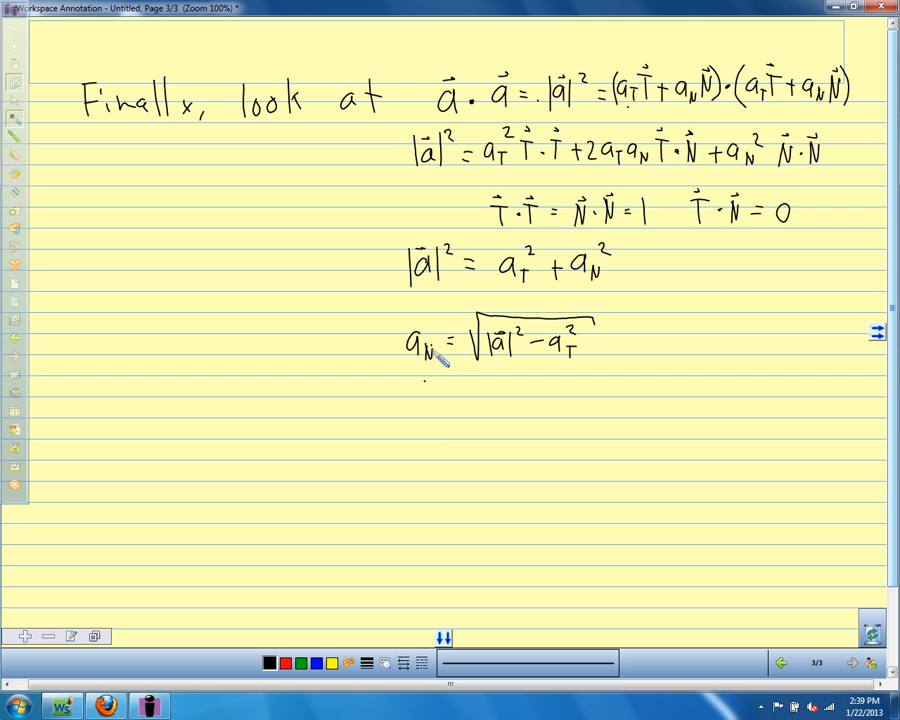 Workspace Annotation - Untitled, Page 3/3 (Zoom 100%) *
Finally, look at a⃗ · a⃗ = |a⃗|² = (a_T T⃗ + a_N N⃗) · (a_T T⃗ + a_N N⃗)
|a⃗|² = a_T² T⃗ · T⃗ + 2a_T a_N T⃗ · N⃗ + a_N² N⃗ · N⃗
T⃗ · T⃗ = N⃗ · N⃗ = 1 T⃗ · N⃗ = 0
|a⃗|² = a_T² + a_N²
a_N = √(|a⃗|² − a_T²)
3/3
2:39 PM
1/22/2013